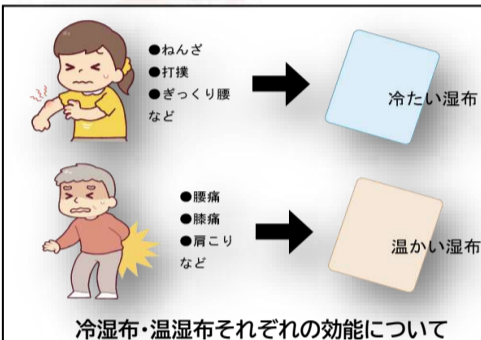 ●ねんざ
●打撲
●ぎっくり腰
など
冷たい湿布
●腰痛
●膝痛
●肩こり
など
温かい湿布
冷湿布・温湿布それぞれの効能について